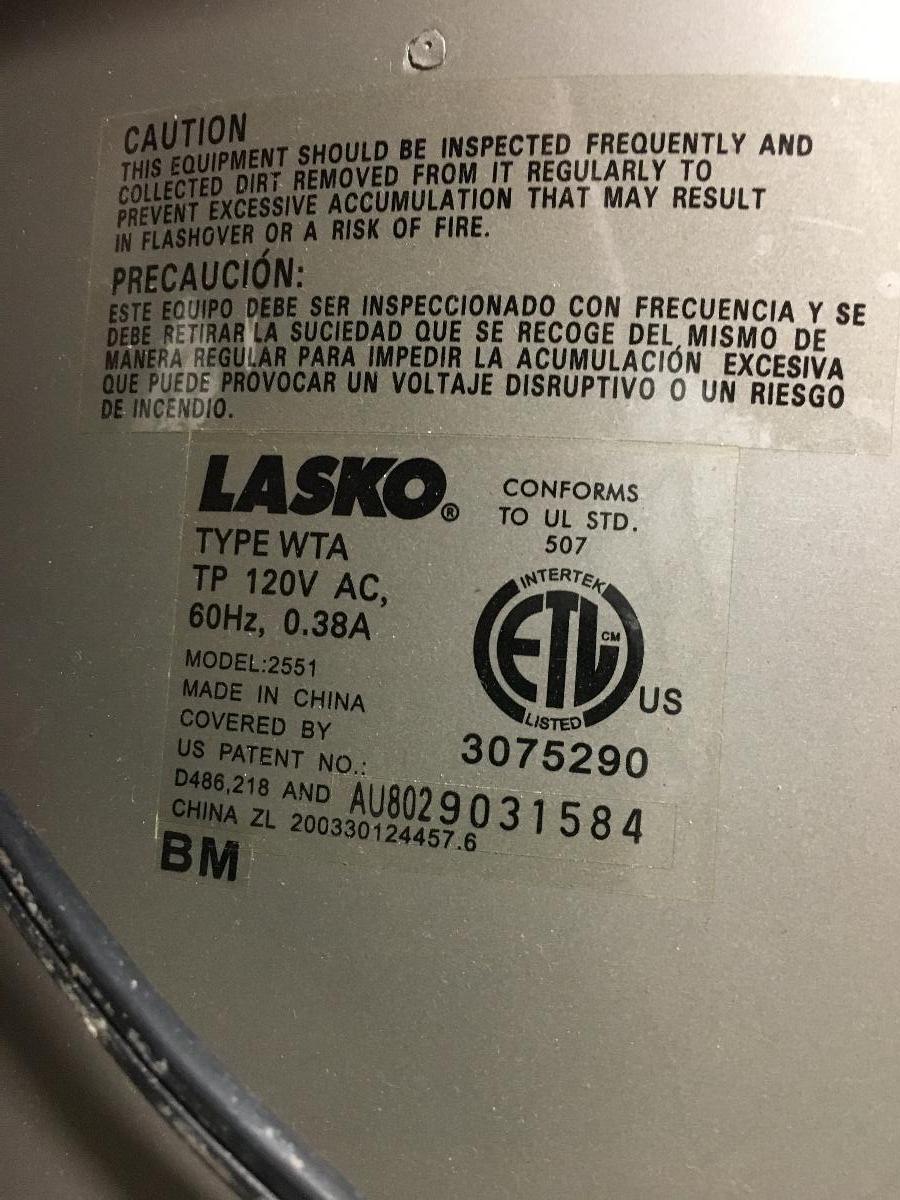 CAUTION
THIS EQUIPMENT SHOULD BE INSPECTED FREQUENTLY AND
COLLECTED DIRT REMOVED FROM IT REGULARLY TO
PREVENT EXCESSIVE ACCUMULATION THAT MAY RESULT
IN FLASHOVER OR A RISK OF FIRE.
PRECAUCIÓN:
ESTE EQUIPO DEBE SER INSPECCIONADO CON FRECUENCIA Y SE
DEBE RETIRAR LA SUCIEDAD QUE SE RECOGE DEL MISMO DE
MANERA REGULAR PARA IMPEDIR LA ACUMULACIÓN EXCESIVA
QUE PUEDE PROVOCAR UN VOLTAJE DISRUPTIVO O UN RIESGO
DE INCENDIO.
LASKO®
TYPE WTA
TP 120V AC,
60Hz, 0.38A
MODEL:2551
MADE IN CHINA
COVERED BY
US PATENT NO.:
D486,218 AND
CHINA ZL 200330124457.6
BM
CONFORMS
TO UL STD.
507
INTERTEK
ETL CM
LISTED
US
3075290
AU8029031584